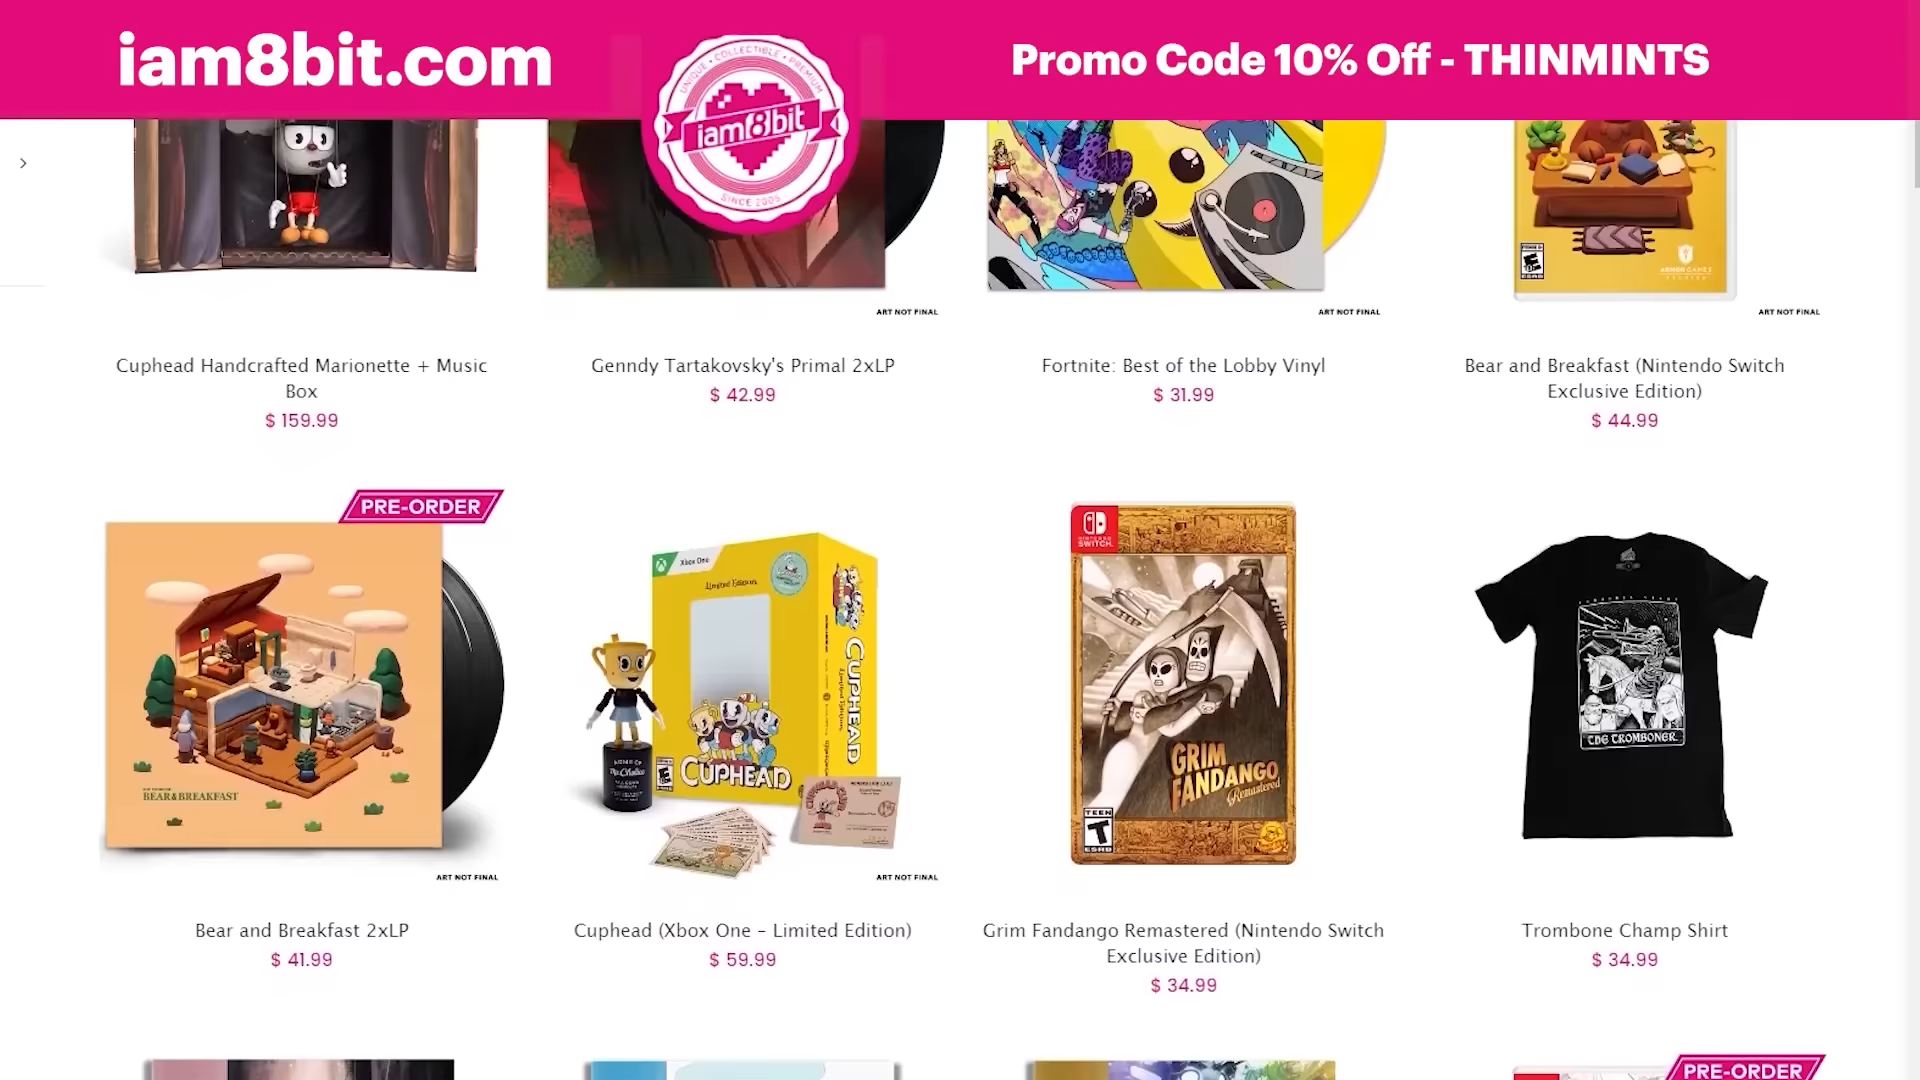 iam8bit.com
Promo Code 10% Off - THINMINTS
UNIQUE • COLLECTIBLE • PREMIUM
iam8bit
SINCE 2005
ARMOR GAMES
ART NOT FINAL
ART NOT FINAL
ART NOT FINAL
Cuphead Handcrafted Marionette + Music
Box
$ 159.99
Genndy Tartakovsky's Primal 2xLP
$ 42.99
Fortnite: Best of the Lobby Vinyl
$ 31.99
Bear and Breakfast (Nintendo Switch
Exclusive Edition)
$ 44.99
PRE-ORDER
BEAR & BREAKFAST
ART NOT FINAL
Xbox One
Limited Edition
CUPHEAD
CUPHEAD
Limited Edition
ART NOT FINAL
NINTENDO
SWITCH
GRIM
FANDANGO
Remastered
TEEN
T
ESRB
THE TROMBONER
Bear and Breakfast 2xLP
$ 41.99
Cuphead (Xbox One – Limited Edition)
$ 59.99
Grim Fandango Remastered (Nintendo Switch
Exclusive Edition)
$ 34.99
Trombone Champ Shirt
$ 34.99
PRE-ORDER